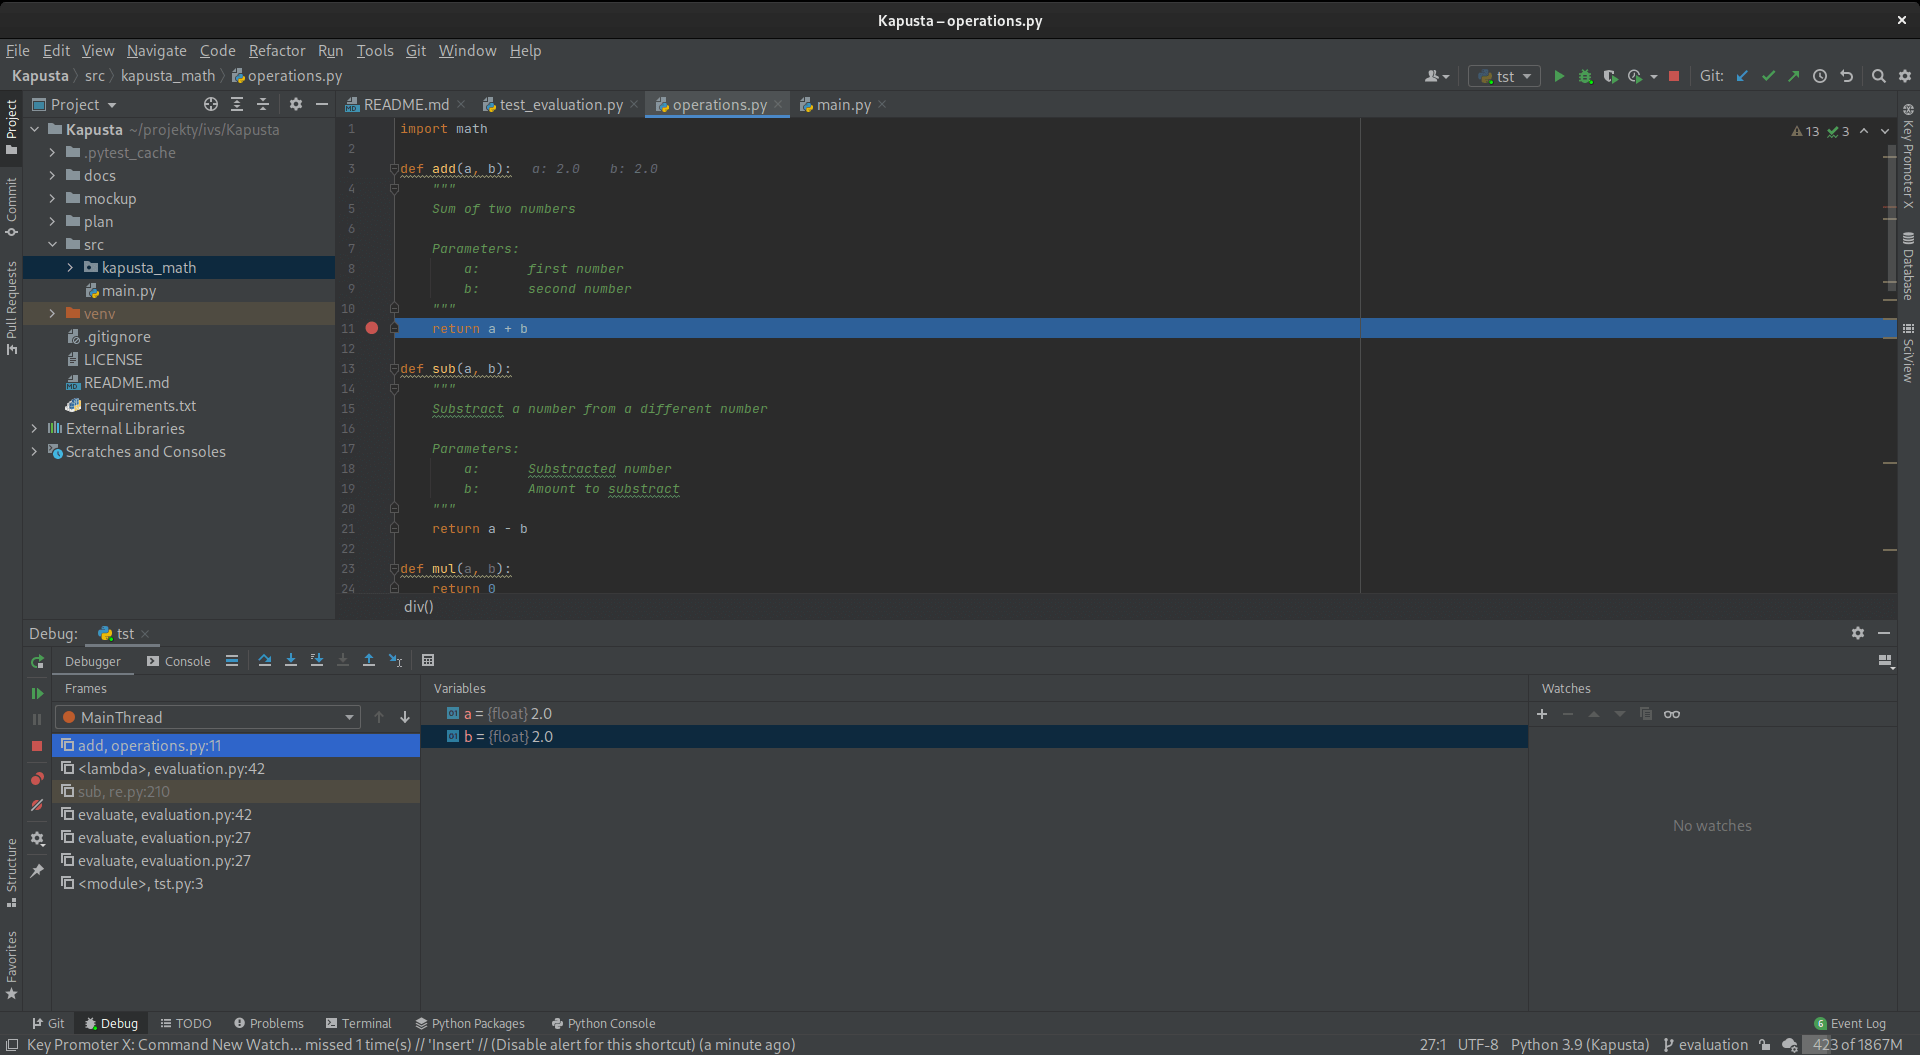 Kapusta – operations.py
File Edit View Navigate Code Refactor Run Tools Git Window Help
Kapusta src kapusta_math operations.py tst Git:
Project
README.md test_evaluation.py operations.py main.py
Project
Commit
Pull Requests
Structure
Favorites
Kapusta ~/projekty/ivs/Kapusta
.pytest_cache
docs
mockup
plan
src
kapusta_math
main.py
venv
.gitignore
LICENSE
README.md
requirements.txt
External Libraries
Scratches and Consoles
13 3
1 import math
2
3 def add(a, b): a: 2.0 b: 2.0
4 """
5 Sum of two numbers
6
7 Parameters:
8 a: first number
9 b: second number
10 """
11 return a + b
12
13 def sub(a, b):
14 """
15 Substract a number from a different number
16
17 Parameters:
18 a: Substracted number
19 b: Amount to substract
20 """
21 return a - b
22
23 def mul(a, b):
24 return 0
div()
Key Promoter X
Database
SciView
Debug: tst
Debugger Console
Frames
MainThread
add, operations.py:11
<lambda>, evaluation.py:42
sub, re.py:210
evaluate, evaluation.py:42
evaluate, evaluation.py:27
evaluate, evaluation.py:27
<module>, tst.py:3
Variables
a = {float} 2.0
b = {float} 2.0
Watches
No watches
Git Debug TODO Problems Terminal Python Packages Python Console 6 Event Log
Key Promoter X: Command New Watch... missed 1 time(s) // 'Insert' // (Disable alert for this shortcut) (a minute ago) 27:1 UTF-8 Python 3.9 (Kapusta) evaluation 423 of 1867M